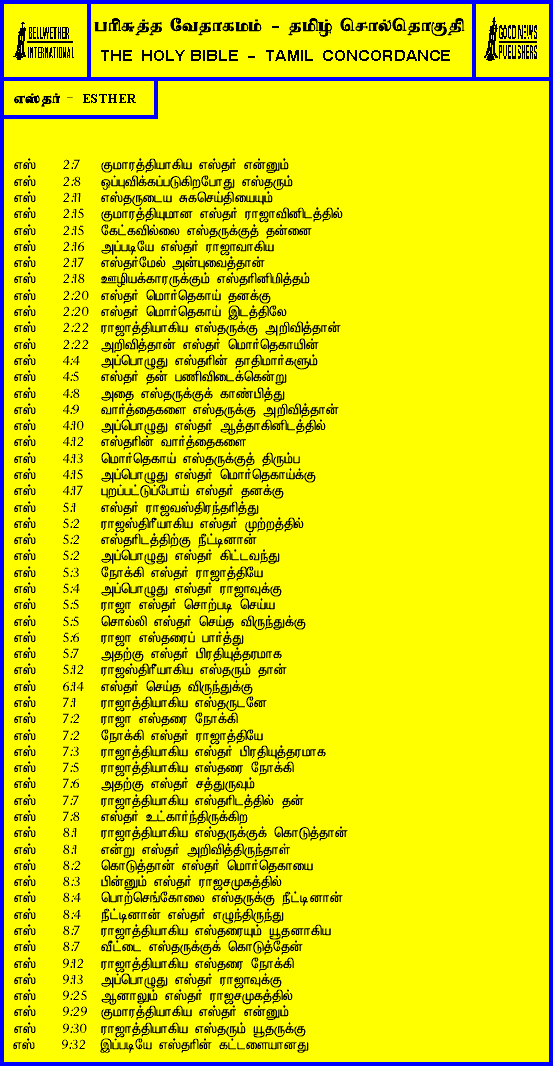 BELLWETHER
INTERNATIONAL
பரிசுத்த வேதாகமம் - தமிழ் சொல்தொகுதி
THE HOLY BIBLE - TAMIL CONCORDANCE
GOOD NEWS
PUBLISHERS
எஸ்தர் - ESTHER
எஸ் 2:7 குமாரத்தியாகிய எஸ்தர் என்னும்
எஸ் 2:8 ஒப்புவிக்கப்படுகிறபோது எஸ்தரும்
எஸ் 2:11 எஸ்தருடைய சுகசெய்தியையும்
எஸ் 2:15 குமாரத்தியுமான எஸ்தர் ராஜாவினிடத்தில்
எஸ் 2:15 கேட்கவில்லை எஸ்தருக்குத் தன்னை
எஸ் 2:16 அப்படியே எஸ்தர் ராஜாவாகிய
எஸ் 2:17 எஸ்தர்மேல் அன்புவைத்தான்
எஸ் 2:18 ஊழியக்காரருக்கும் எஸ்தரினிமித்தம்
எஸ் 2:20 எஸ்தர் மொர்தெகாய் தனக்கு
எஸ் 2:20 எஸ்தர் மொர்தெகாய் இடத்திலே
எஸ் 2:22 ராஜாத்தியாகிய எஸ்தருக்கு அறிவித்தான்
எஸ் 2:22 அறிவித்தான் எஸ்தர் மொர்தெகாயின்
எஸ் 4:4 அப்பொழுது எஸ்தரின் தாதிமார்களும்
எஸ் 4:5 எஸ்தர் தன் பணிவிடைக்கென்று
எஸ் 4:8 அதை எஸ்தருக்குக் காண்பித்து
எஸ் 4:9 வார்த்தைகளை எஸ்தருக்கு அறிவித்தான்
எஸ் 4:10 அப்பொழுது எஸ்தர் ஆத்தாகினிடத்தில்
எஸ் 4:12 எஸ்தரின் வார்த்தைகளை
எஸ் 4:13 மொர்தெகாய் எஸ்தருக்குத் திரும்ப
எஸ் 4:15 அப்பொழுது எஸ்தர் மொர்தெகாய்க்கு
எஸ் 4:17 புறப்பட்டுப்போய் எஸ்தர் தனக்கு
எஸ் 5:1 எஸ்தர் ராஜவஸ்திரந்தரித்து
எஸ் 5:2 ராஜஸ்திரீயாகிய எஸ்தர் முற்றத்தில்
எஸ் 5:2 எஸ்தரிடத்திற்கு நீட்டினான்
எஸ் 5:2 அப்பொழுது எஸ்தர் கிட்டவந்து
எஸ் 5:3 நோக்கி எஸ்தர் ராஜாத்தியே
எஸ் 5:4 அப்பொழுது எஸ்தர் ராஜாவுக்கு
எஸ் 5:5 ராஜா எஸ்தர் சொற்படி செய்ய
எஸ் 5:5 சொல்லி எஸ்தர் செய்த விருந்துக்கு
எஸ் 5:6 ராஜா எஸ்தரைப் பார்த்து
எஸ் 5:7 அதற்கு எஸ்தர் பிரதியுத்தரமாக
எஸ் 5:12 ராஜஸ்திரீயாகிய எஸ்தரும் தான்
எஸ் 6:14 எஸ்தர் செய்த விருந்துக்கு
எஸ் 7:1 ராஜாத்தியாகிய எஸ்தருடனே
எஸ் 7:2 ராஜா எஸ்தரை நோக்கி
எஸ் 7:2 நோக்கி எஸ்தர் ராஜாத்தியே
எஸ் 7:3 ராஜாத்தியாகிய எஸ்தர் பிரதியுத்தரமாக
எஸ் 7:5 ராஜாத்தியாகிய எஸ்தரை நோக்கி
எஸ் 7:6 அதற்கு எஸ்தர் சத்துருவும்
எஸ் 7:7 ராஜாத்தியாகிய எஸ்தரிடத்தில் தன்
எஸ் 7:8 எஸ்தர் உட்கார்ந்திருக்கிற
எஸ் 8:1 ராஜாத்தியாகிய எஸ்தருக்குக் கொடுத்தான்
எஸ் 8:1 என்று எஸ்தர் அறிவித்திருந்தாள்
எஸ் 8:2 கொடுத்தான் எஸ்தர் மொர்தெகாயை
எஸ் 8:3 பின்னும் எஸ்தர் ராஜசமுகத்தில்
எஸ் 8:4 பொற்செங்கோலை எஸ்தருக்கு நீட்டினான்
எஸ் 8:4 நீட்டினான் எஸ்தர் எழுந்திருந்து
எஸ் 8:7 ராஜாத்தியாகிய எஸ்தரையும் யூதனாகிய
எஸ் 8:7 வீட்டை எஸ்தருக்குக் கொடுத்தேன்
எஸ் 9:12 ராஜாத்தியாகிய எஸ்தரை நோக்கி
எஸ் 9:13 அப்பொழுது எஸ்தர் ராஜாவுக்கு
எஸ் 9:25 ஆனாலும் எஸ்தர் ராஜசமுகத்தில்
எஸ் 9:29 குமாரத்தியாகிய எஸ்தர் என்னும்
எஸ் 9:30 ராஜாத்தியாகிய எஸ்தரும் யூதருக்கு
எஸ் 9:32 இப்படியே எஸ்தரின் கட்டளையானது